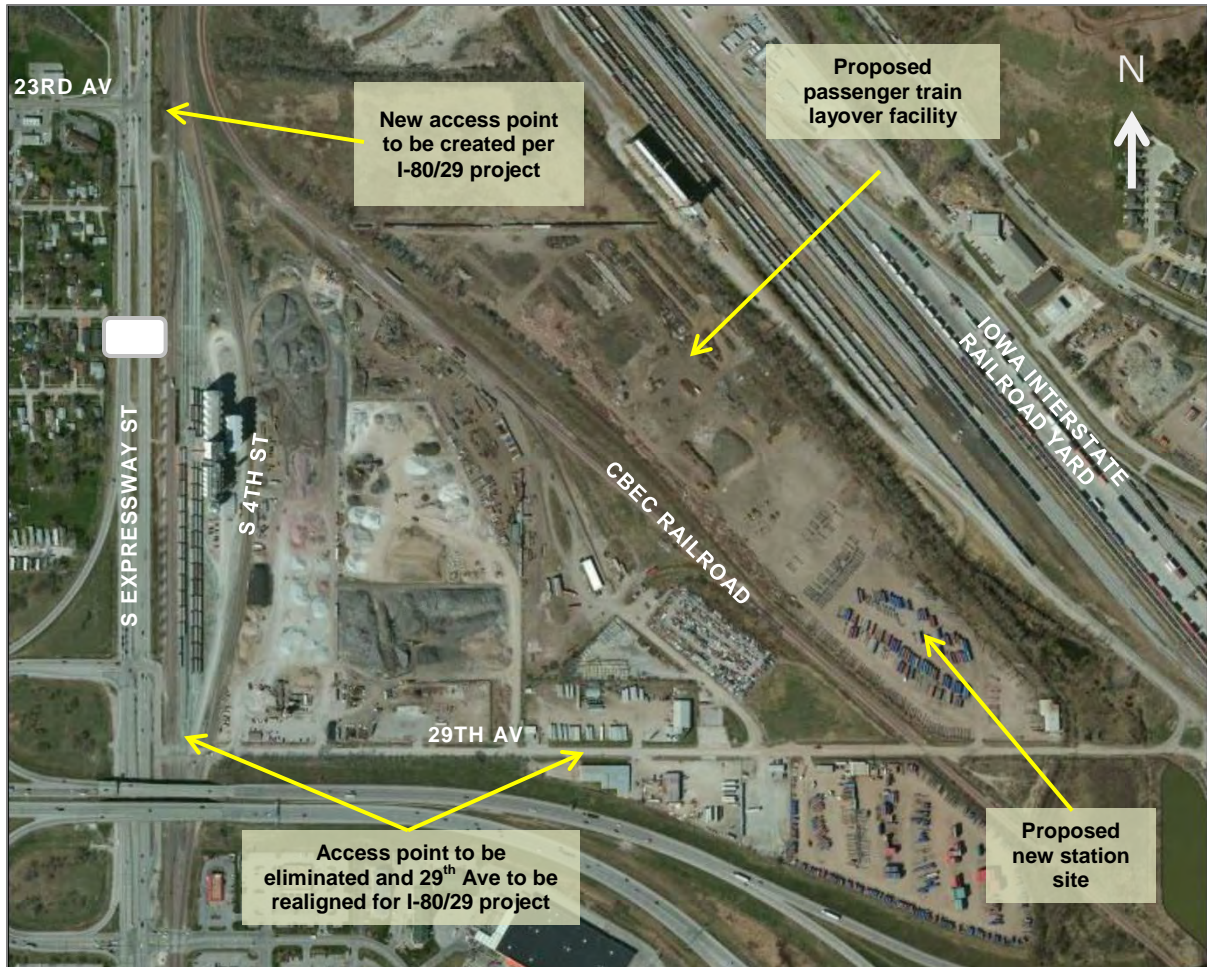 23RD AV
New access point
to be created per
I-80/29 project
Proposed
passenger train
layover facility
N
IOWA INTERSTATE
RAILROAD YARD
S EXPRESSWAY ST
S 4TH ST
CBEC RAILROAD
29TH AV
Access point to be
eliminated and 29th Ave to be
realigned for I-80/29 project
Proposed
new station
site